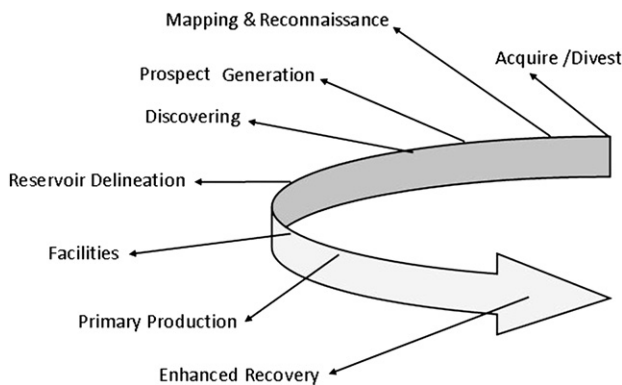 Mapping & Reconnaissance
Acquire /Divest
Prospect Generation
Discovering
Reservoir Delineation
Facilities
Primary Production
Enhanced Recovery